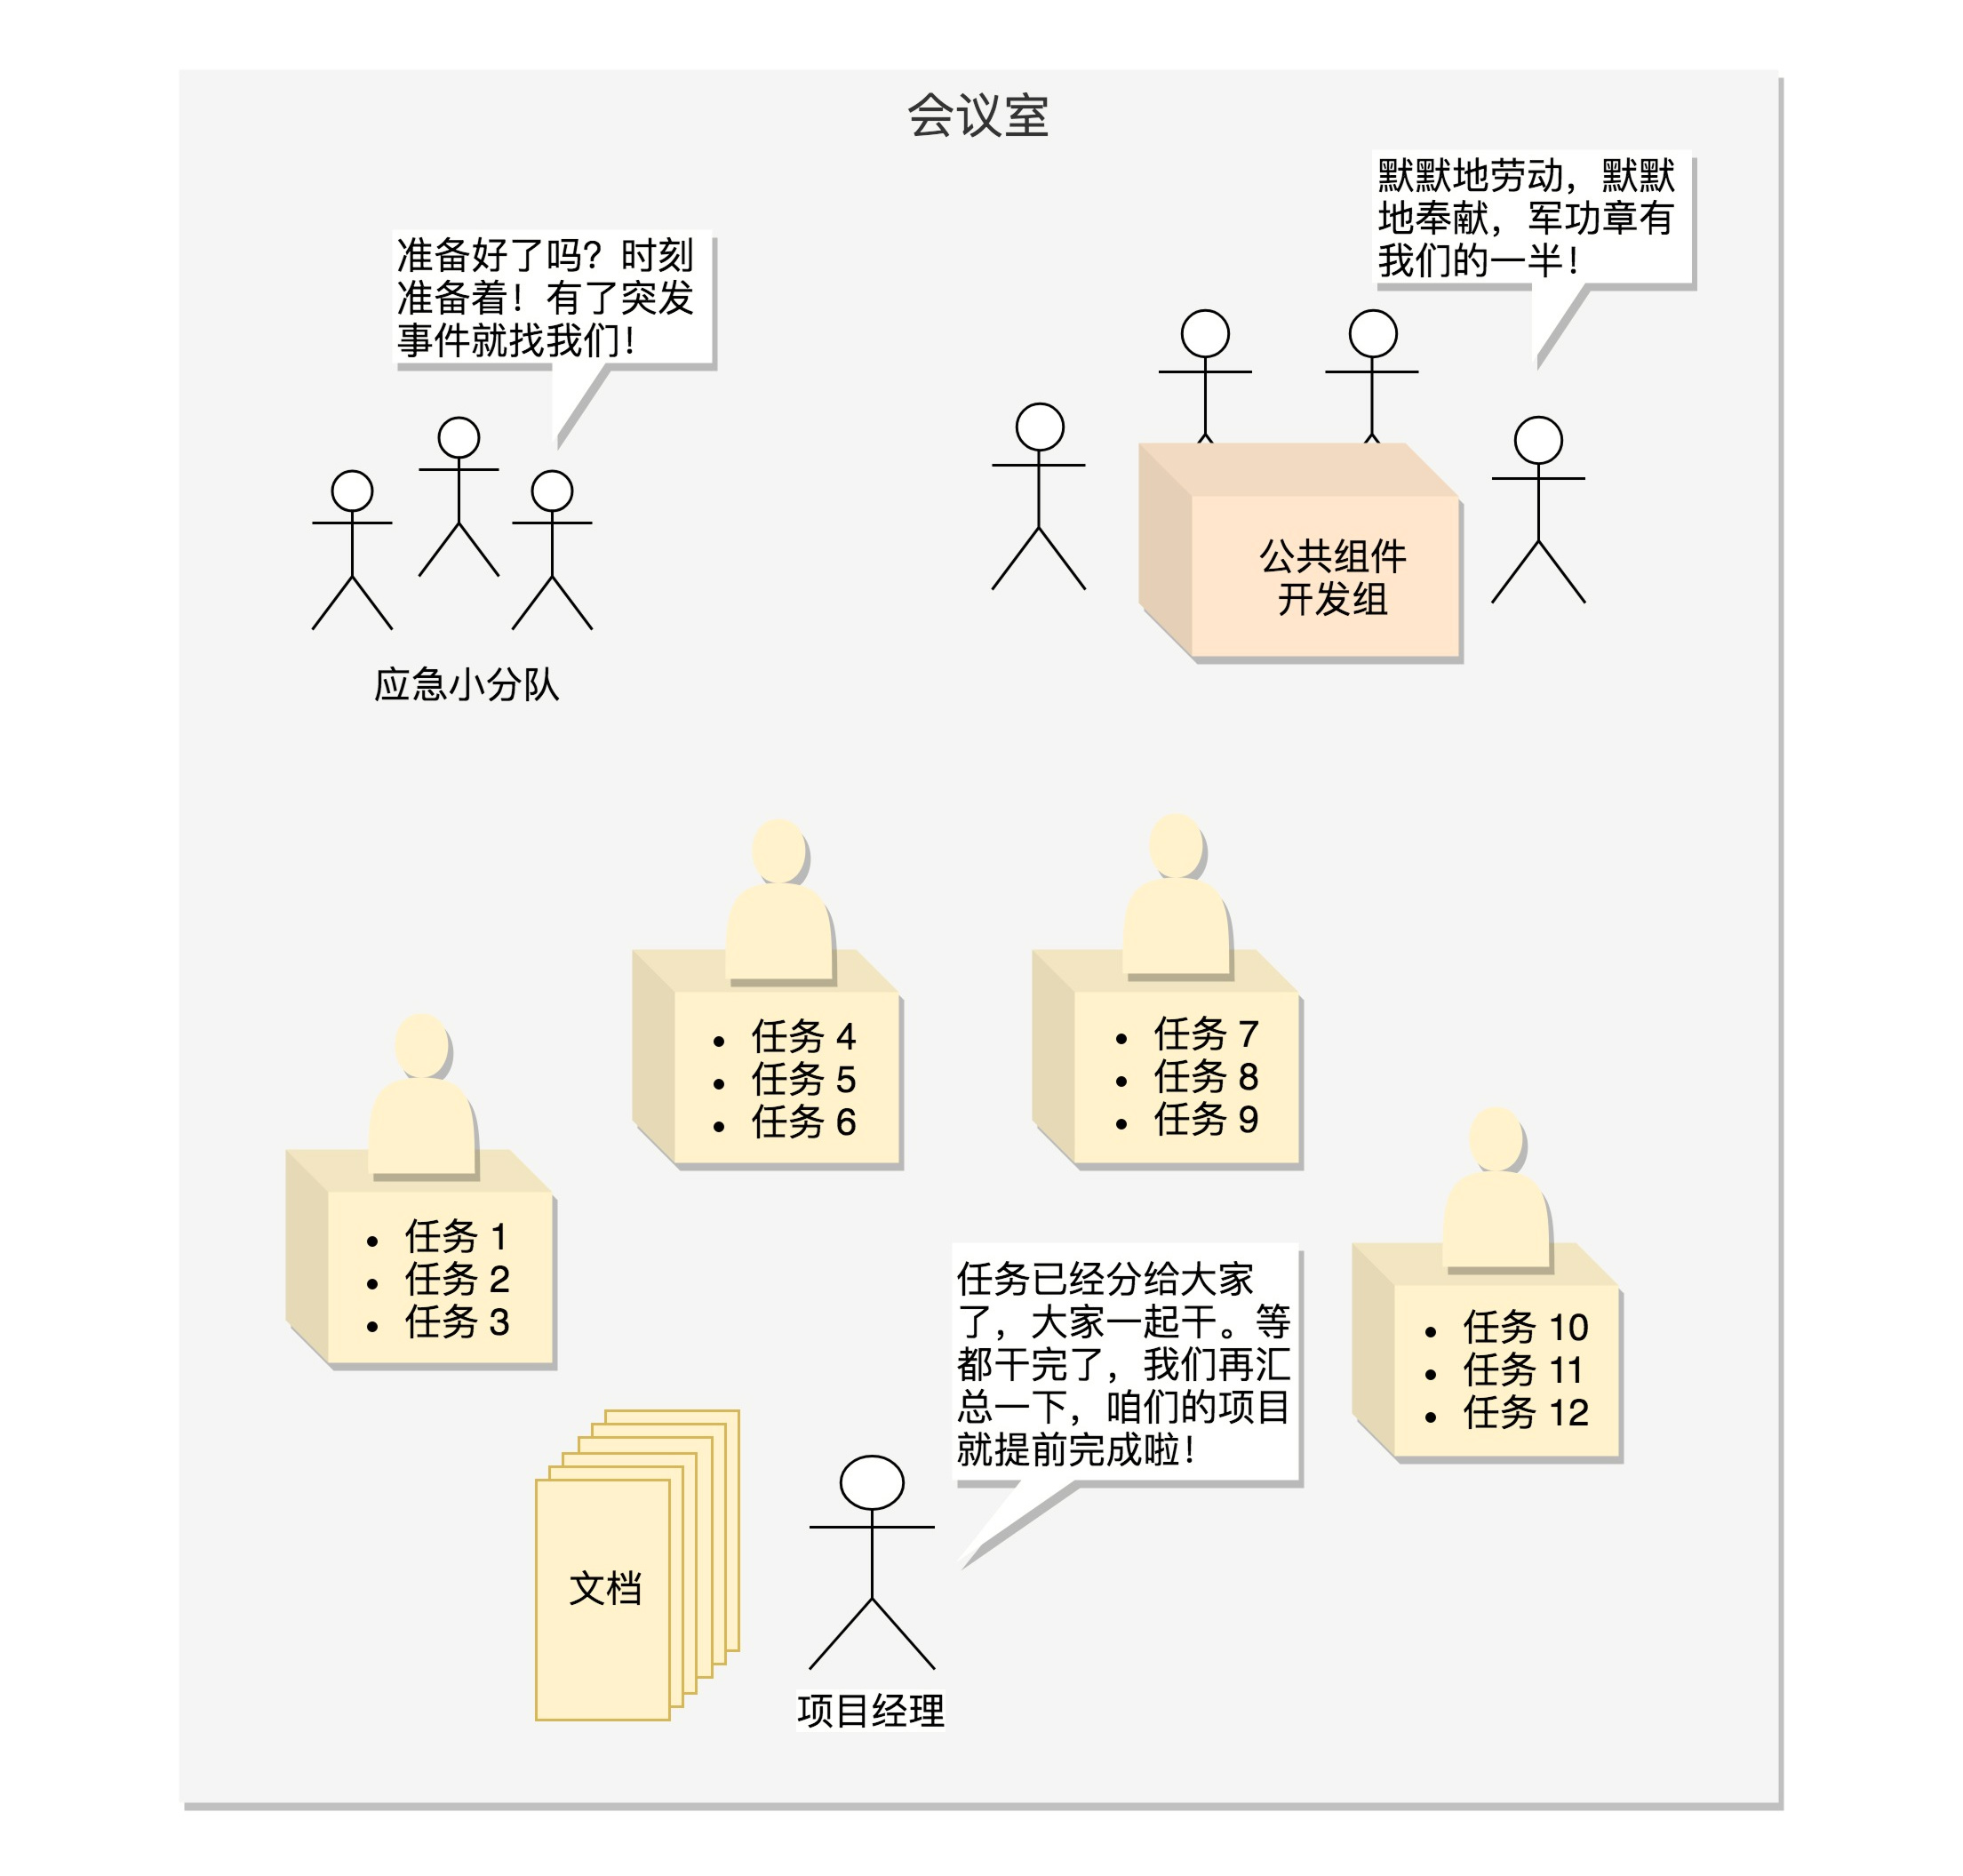 会议室
默默地劳动，默默
地奉献，军功章有
我们的一半！
准备好了吗？时刻
准备着！有了突发
事件就找我们！
公共组件
开发组
应急小分队
• 任务 4
• 任务 5
• 任务 6
• 任务 7
• 任务 8
• 任务 9
• 任务 1
• 任务 2
• 任务 3
任务已经分给大家
了，大家一起干。等
都干完了，我们再汇
总一下，咱们的项目
就提前完成啦！
• 任务 10
• 任务 11
• 任务 12
文档
项目经理